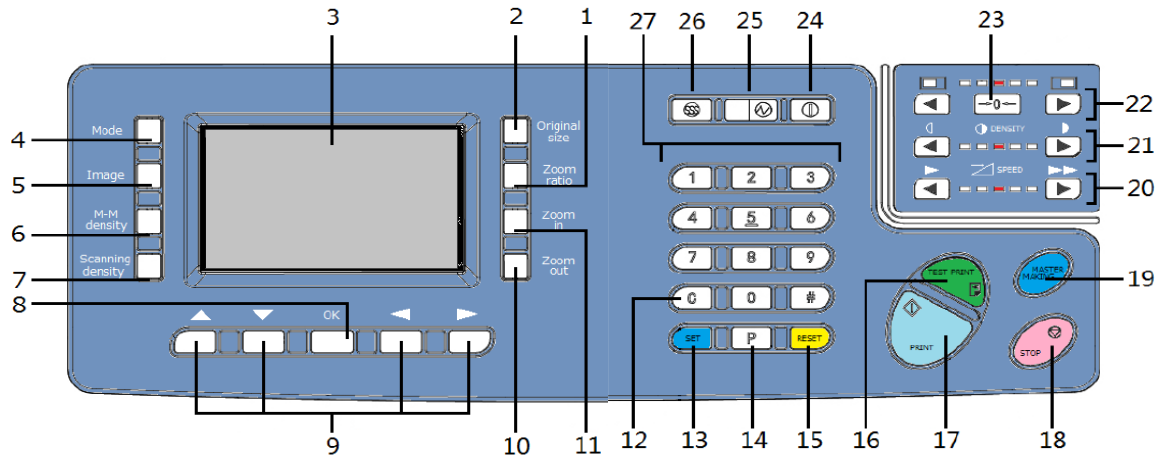 27 26 25 24 23
3 2 1
Mode
Image
M-M
density
Scanning
density
Original
size
Zoom
ratio
Zoom
in
Zoom
out
OK
4
5
6
7
8
9
10
11
1 2 3
4 5 6
7 8 9
C 0 #
SET P RESET
12 13 14 15 16 17 18
→0←
DENSITY
SPEED
22
21
20
TEST PRINT
PRINT
MASTER
MAKING
STOP
19